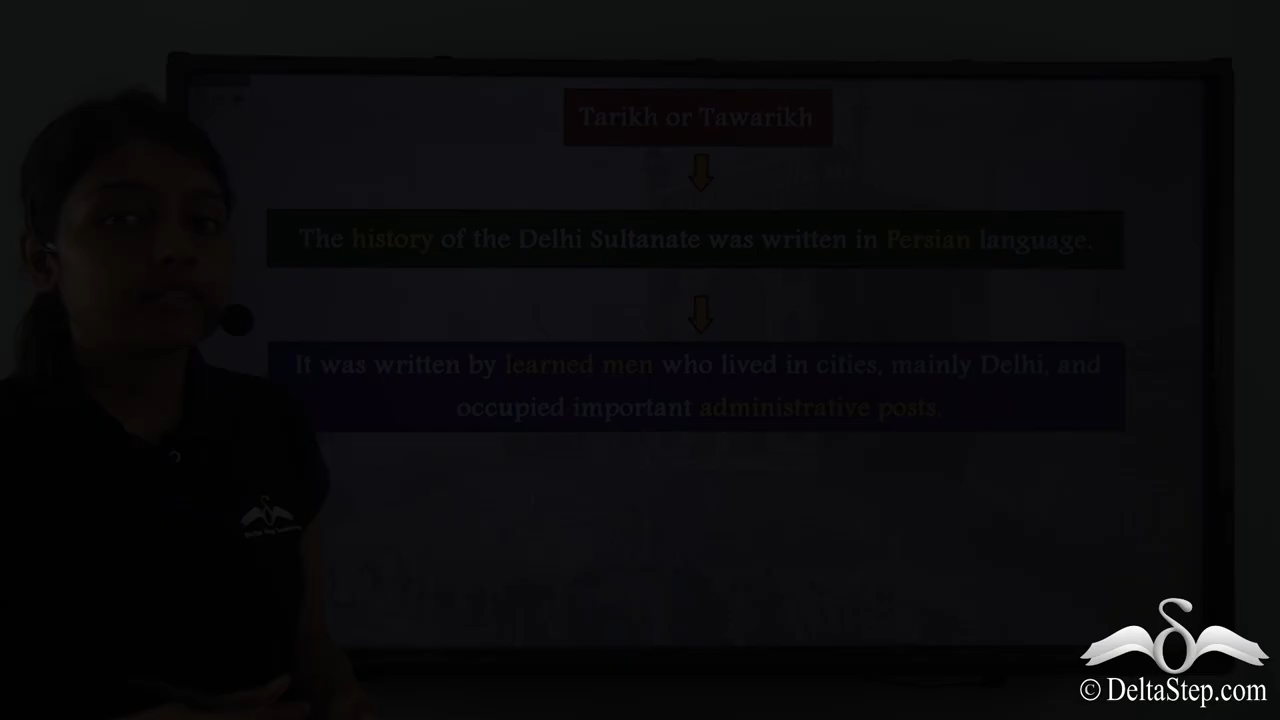 Tarikh or Tawarikh
The history of the Delhi Sultanate was written in Persian language.
It was written by learned men who lived in cities, mainly Delhi, and
occupied important administrative posts.
© DeltaStep.com